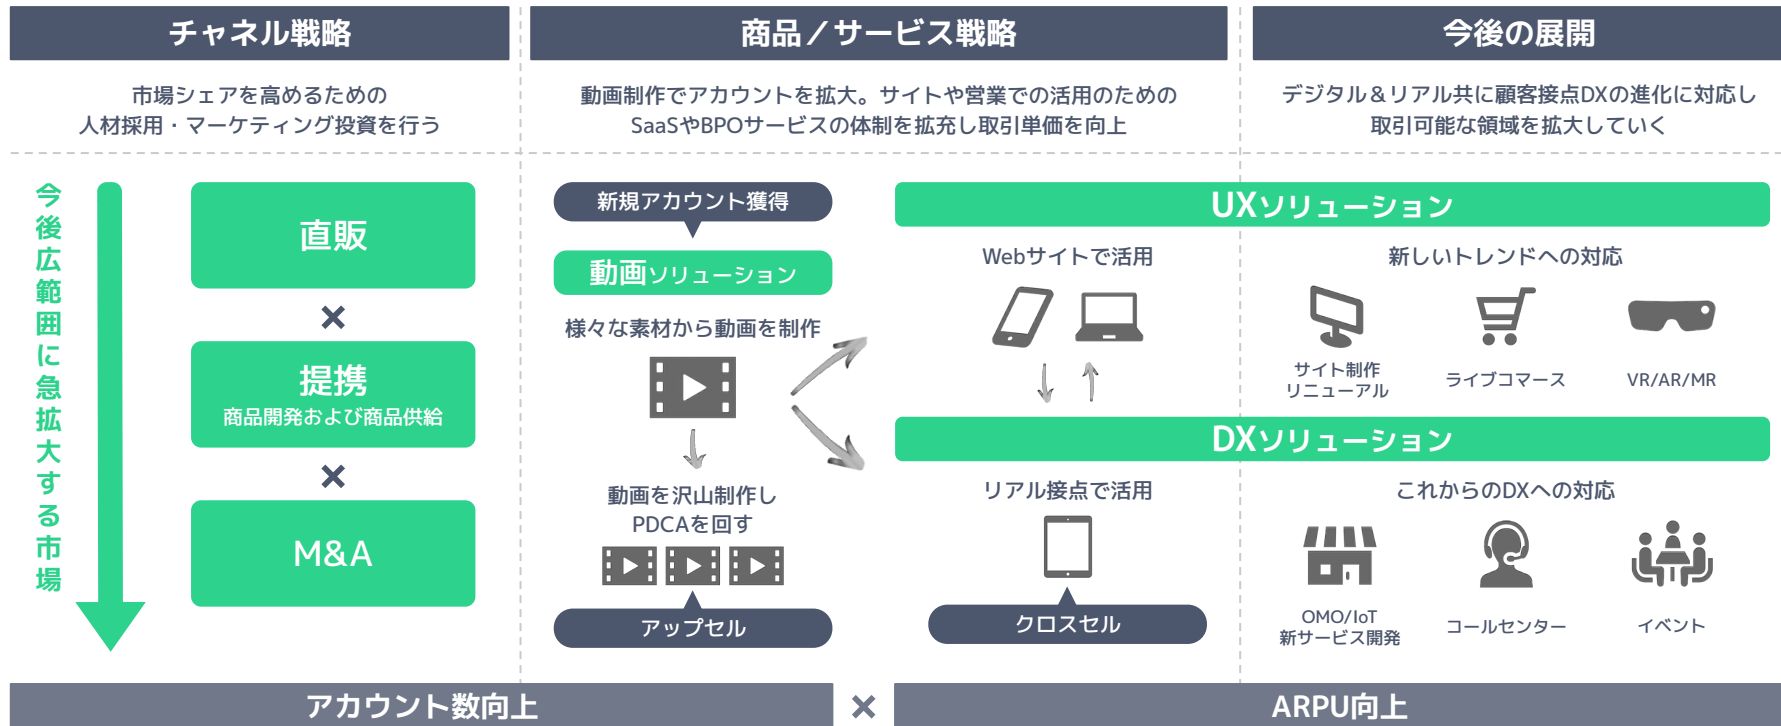 チャネル戦略
市場シェアを高めるための
人材採用・マーケティング投資を行う
商品／サービス戦略
動画制作でアカウントを拡大。サイトや営業での活用のための
SaaSやBPOサービスの体制を拡充し取引単価を向上
今後の展開
デジタル＆リアル共に顧客接点DXの進化に対応し
取引可能な領域を拡大していく
今後広範囲に急拡大する市場
直販
×
提携
商品開発および商品供給
×
M&A
新規アカウント獲得
動画ソリューション
様々な素材から動画を制作
動画を沢山制作し
PDCAを回す
アップセル
UXソリューション
Webサイトで活用
新しいトレンドへの対応
サイト制作
リニューアル
ライブコマース
VR/AR/MR
DXソリューション
リアル接点で活用
クロスセル
これからのDXへの対応
OMO/IoT
新サービス開発
コールセンター
イベント
アカウント数向上
×
ARPU向上